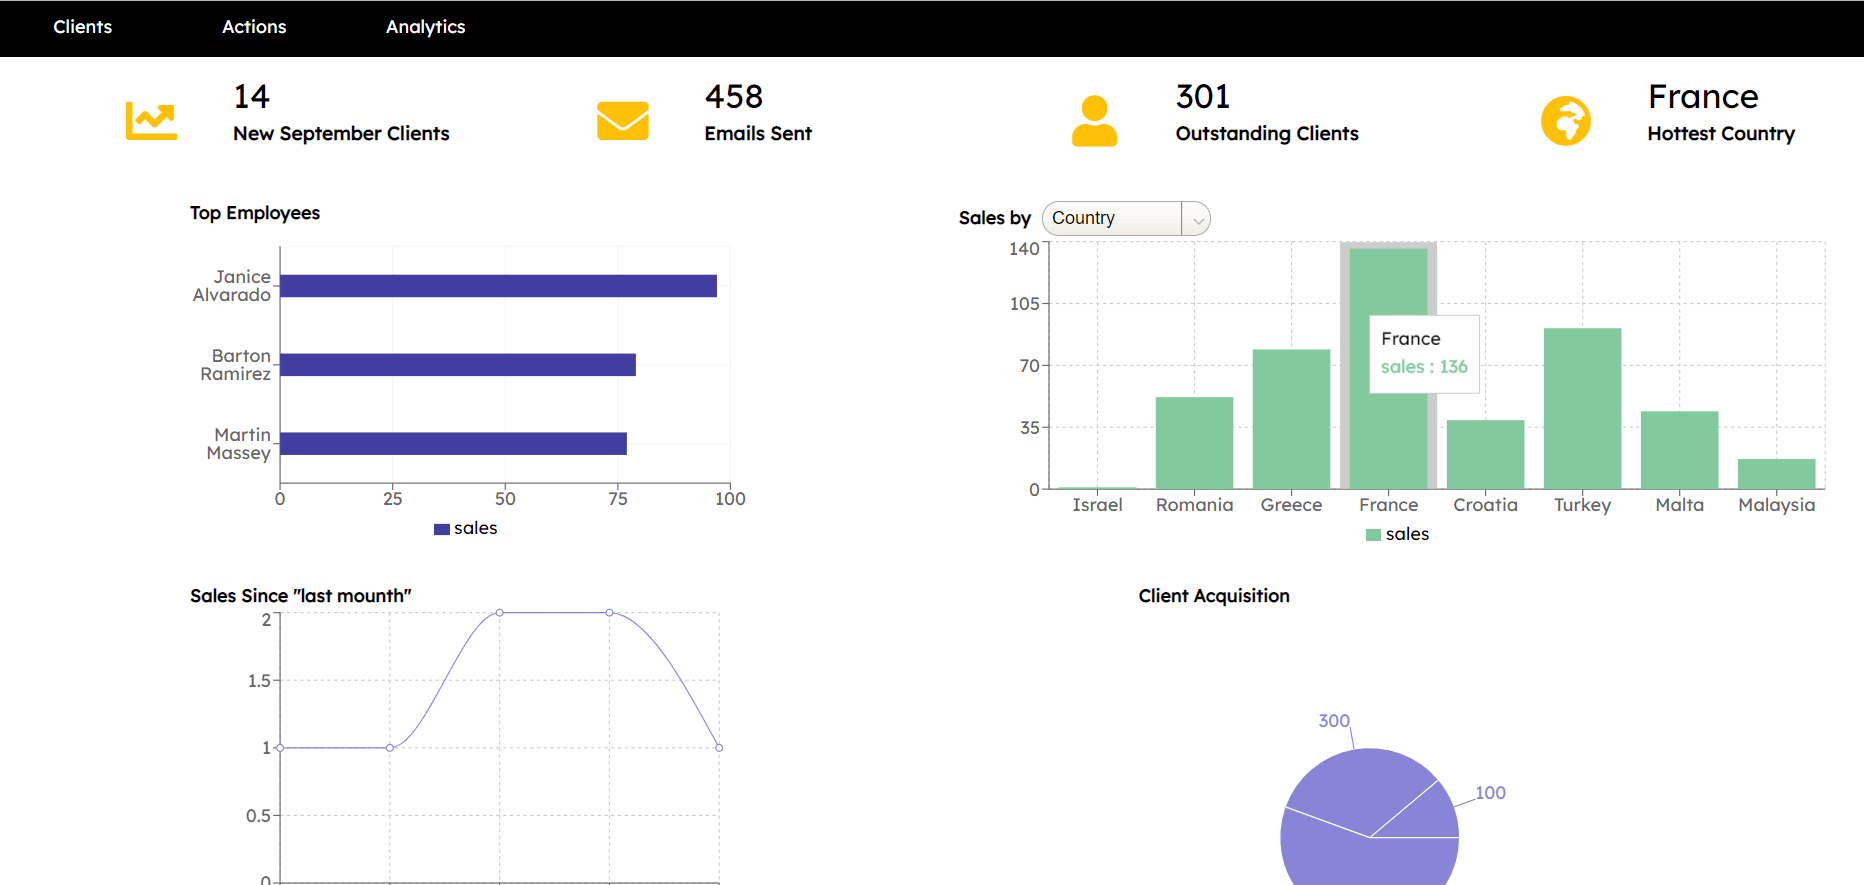 Clients
Actions
Analytics
14
New September Clients
458
Emails Sent
301
Outstanding Clients
France
Hottest Country
Top Employees
Janice
Alvarado
Barton
Ramirez
Martin
Massey
0 25 50 75 100
sales
Sales by Country
140
105
70
35
0
France
sales : 136
Israel Romania Greece France Croatia Turkey Malta Malaysia
sales
Sales Since "last mounth"
2
1.5
1
0.5
0
Client Acquisition
300
100